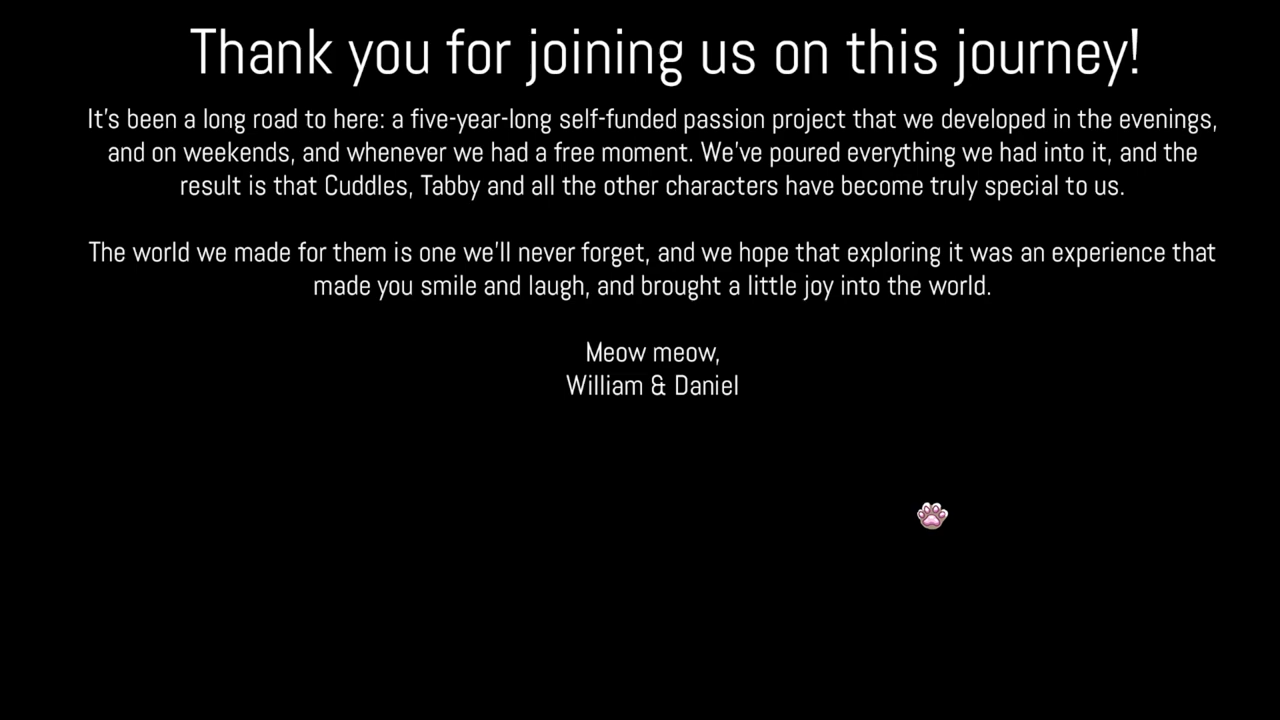 Thank you for joining us on this journey!
It's been a long road to here: a five-year-long self-funded passion project that we developed in the evenings,
and on weekends, and whenever we had a free moment. We've poured everything we had into it, and the
result is that Cuddles, Tabby and all the other characters have become truly special to us.
The world we made for them is one we'll never forget, and we hope that exploring it was an experience that
made you smile and laugh, and brought a little joy into the world.
Meow meow,
William & Daniel